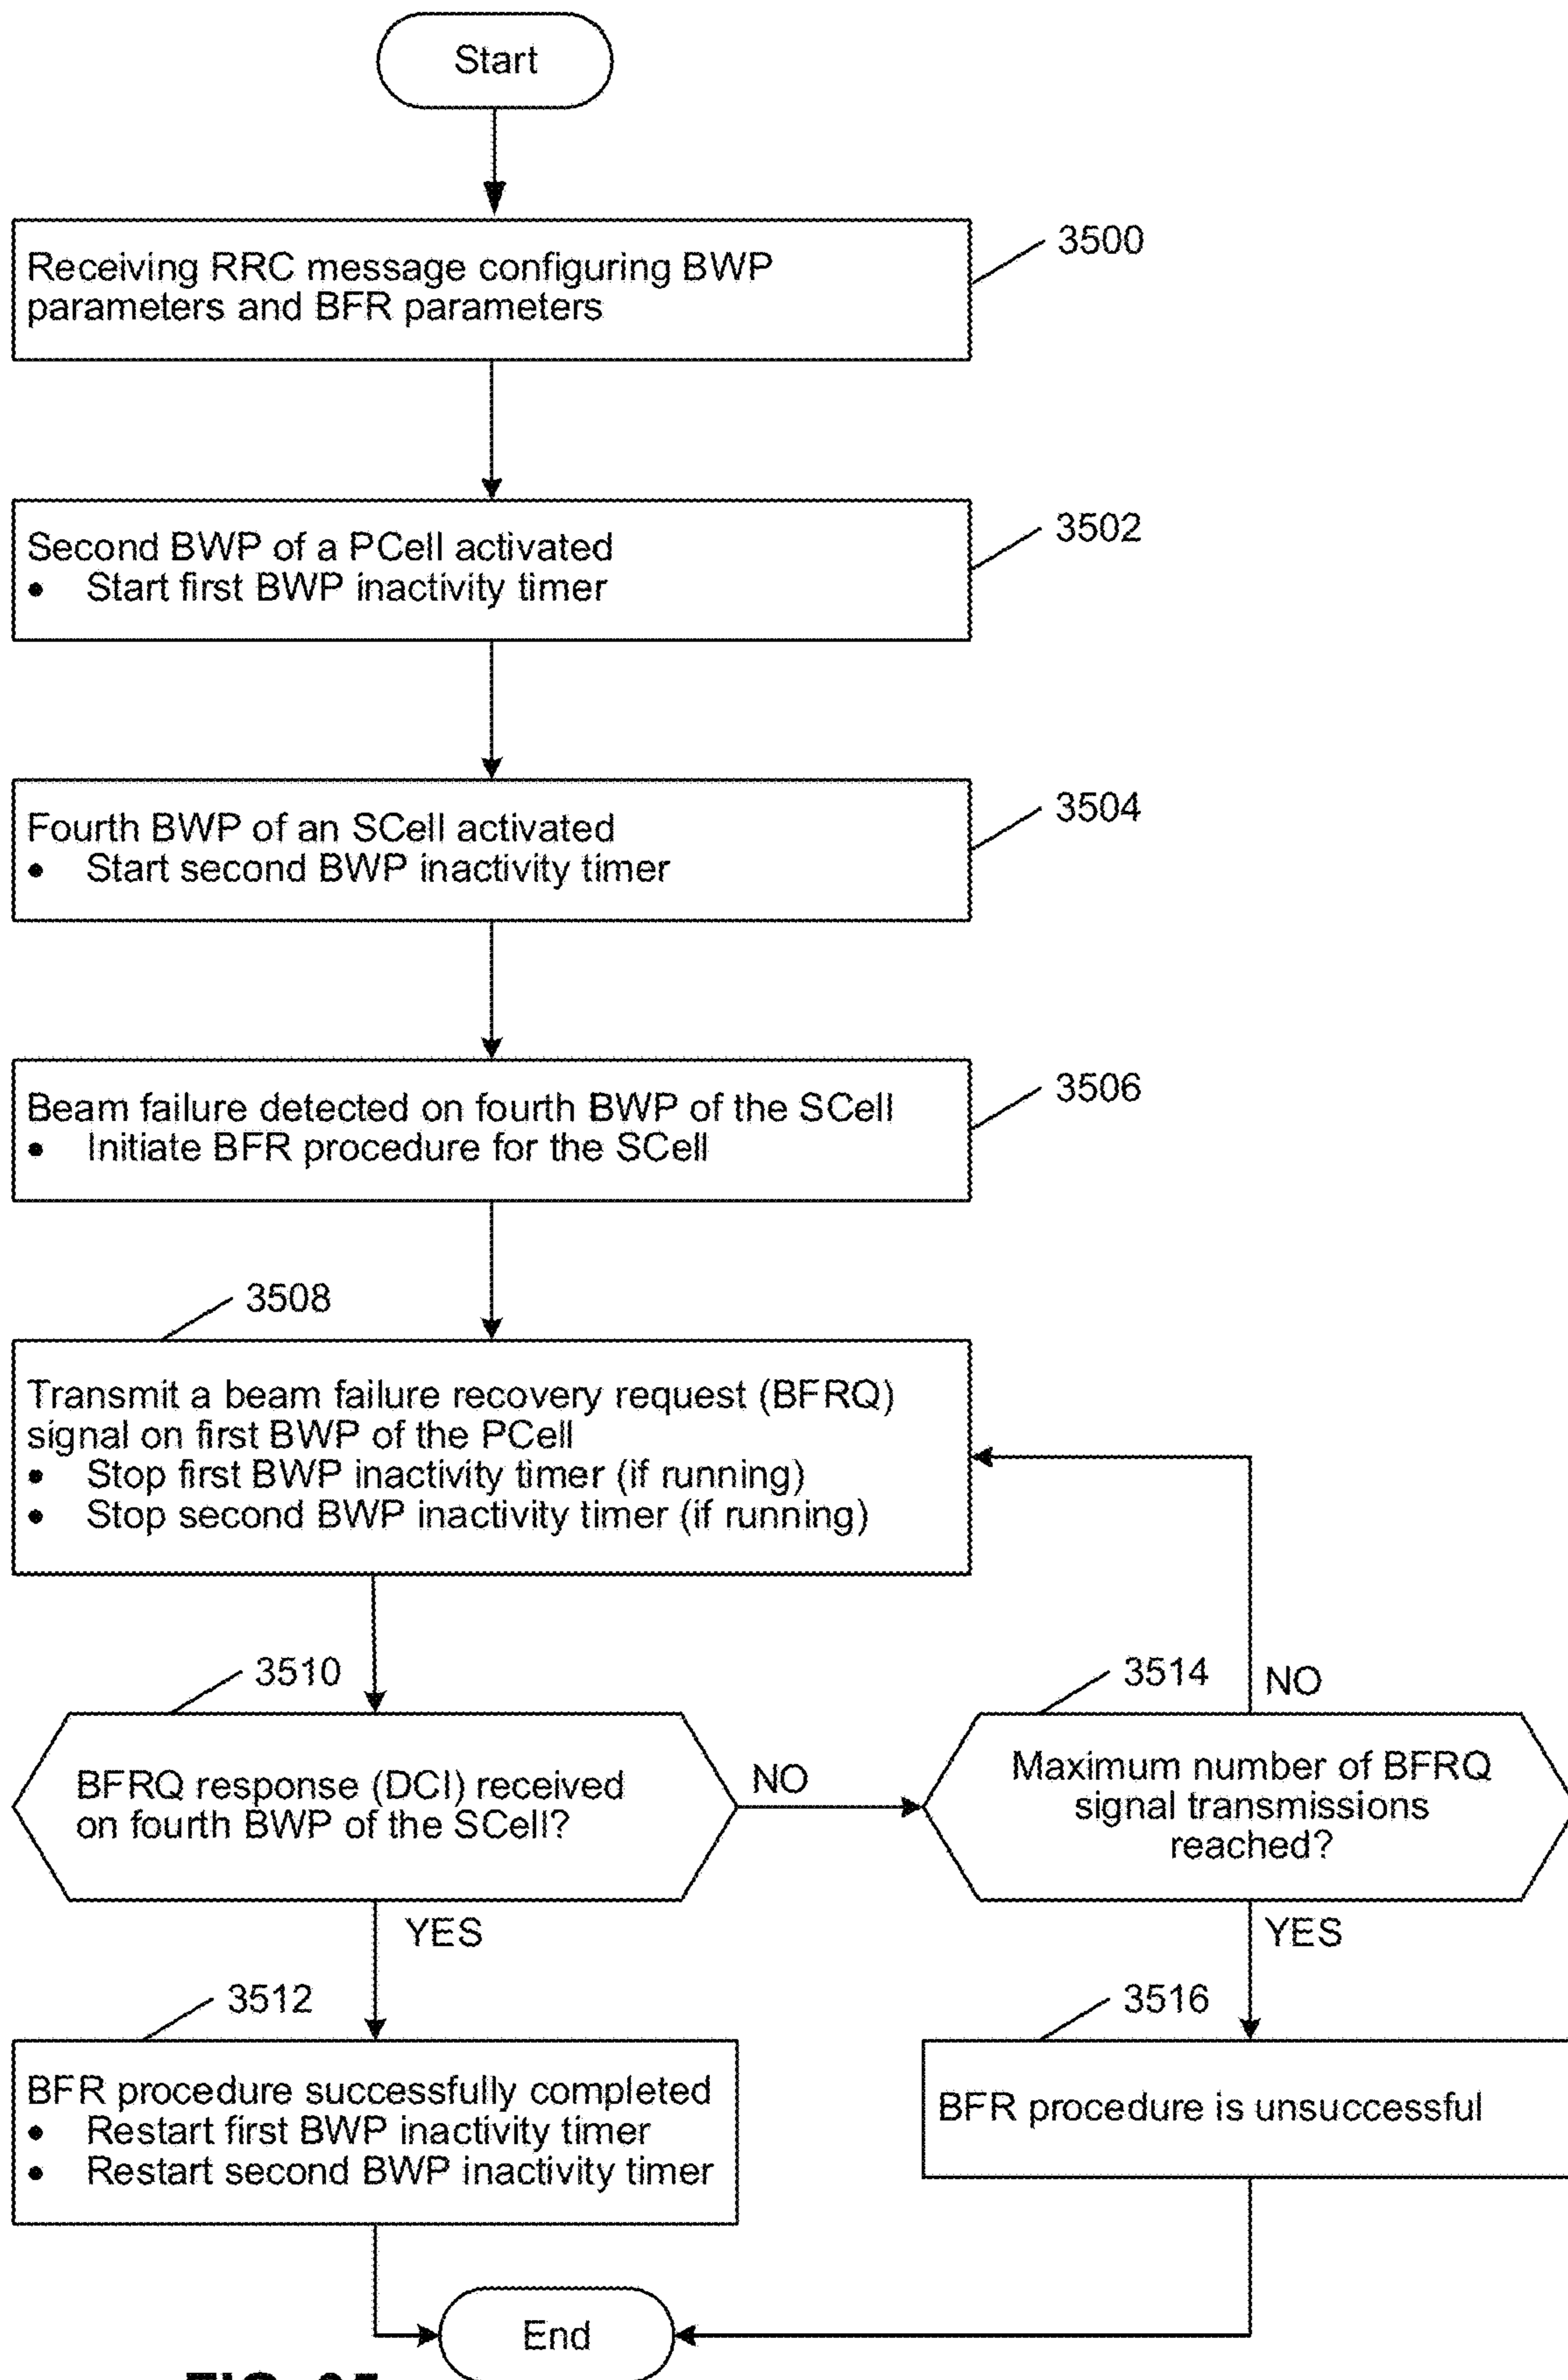 Start
Receiving RRC message configuring BWP
parameters and BFR parameters
3500
Second BWP of a PCell activated
• Start first BWP inactivity timer
3502
Fourth BWP of an SCell activated
• Start second BWP inactivity timer
3504
Beam failure detected on fourth BWP of the SCell
• Initiate BFR procedure for the SCell
3506
3508
Transmit a beam failure recovery request (BFRQ)
signal on first BWP of the PCell
• Stop first BWP inactivity timer (if running)
• Stop second BWP inactivity timer (if running)
3510
BFRQ response (DCI) received
on fourth BWP of the SCell?
NO
3514
NO
Maximum number of BFRQ
signal transmissions
reached?
YES
YES
3512
BFR procedure successfully completed
• Restart first BWP inactivity timer
• Restart second BWP inactivity timer
3516
BFR procedure is unsuccessful
End